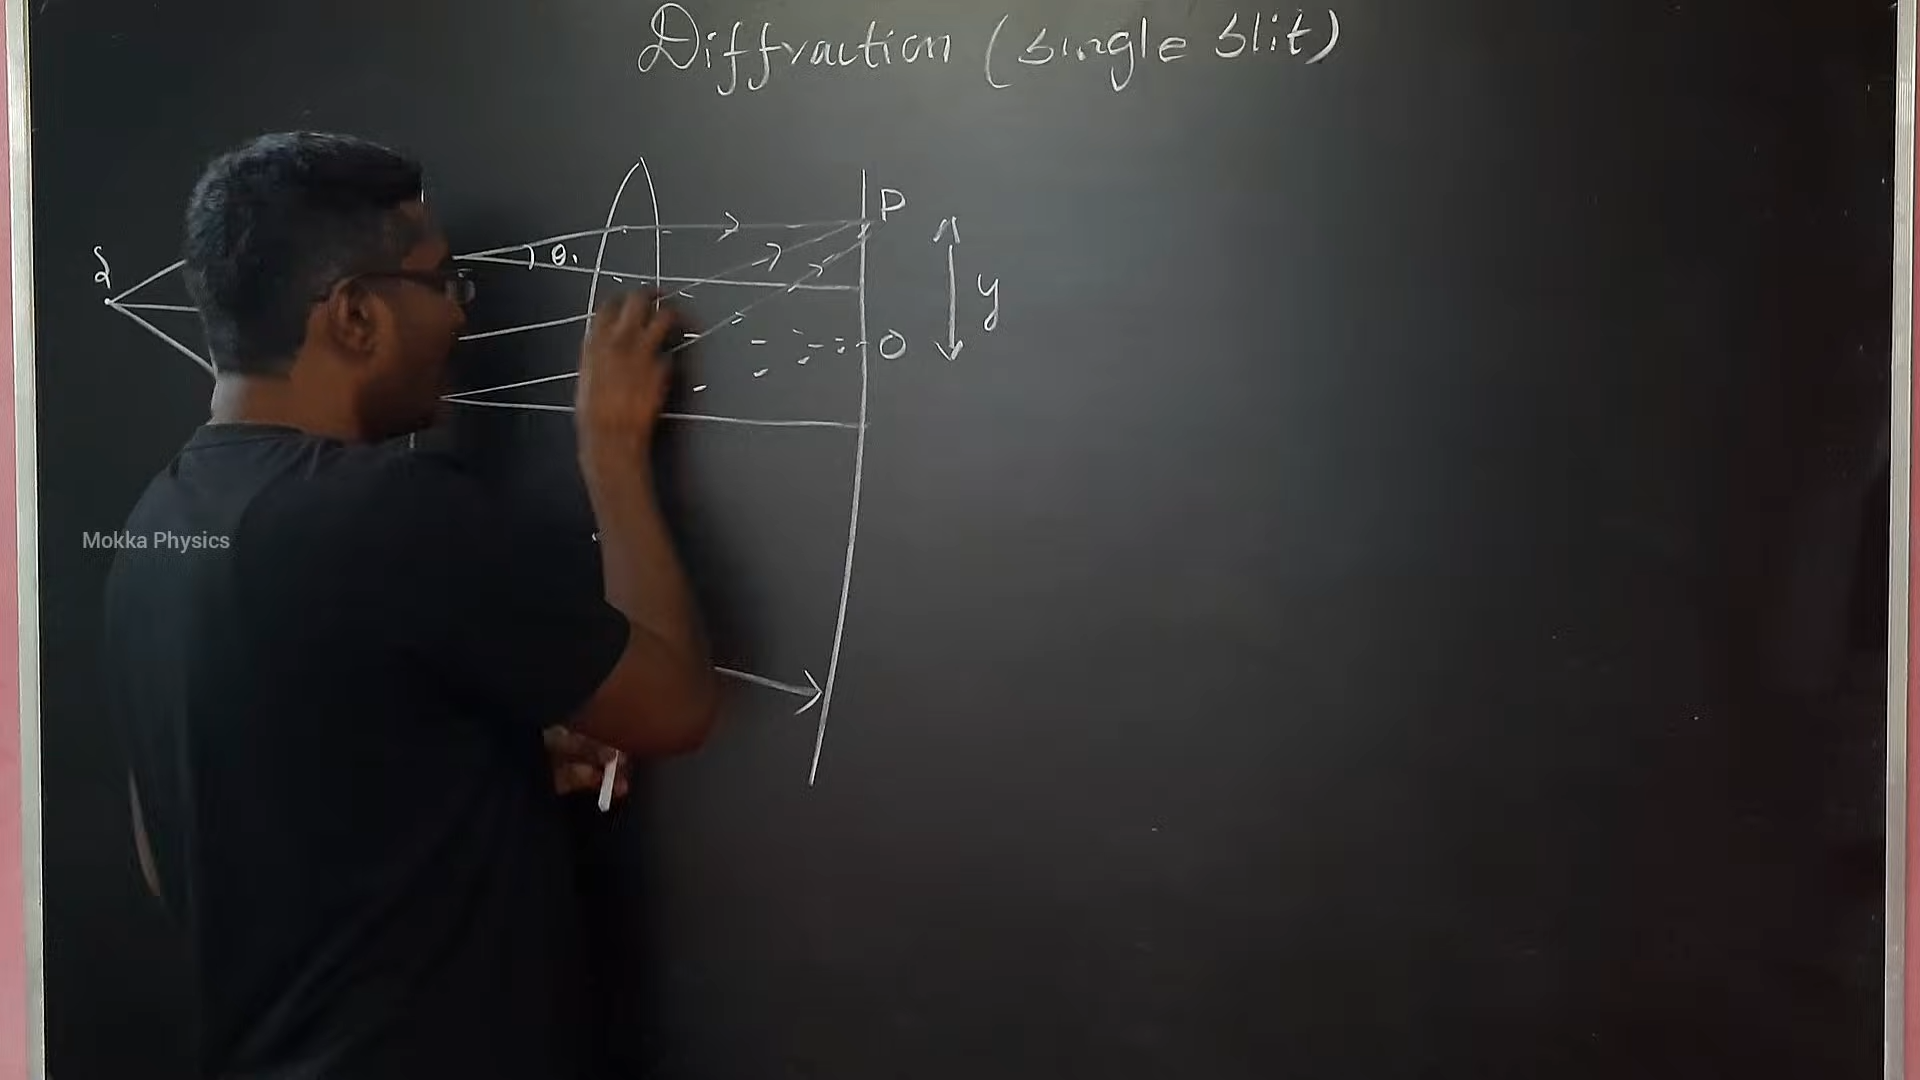 Diffraction (single slit)
P
S
θ,
y
O
Mokka Physics